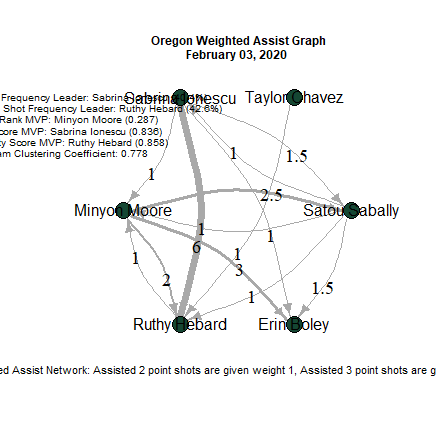 Oregon Weighted Assist Graph
February 03, 2020
Frequency Leader: Sabrina
Shot Frequency Leader: Ruthy Hebard (42.6%)
Rank MVP: Minyon Moore (0.287)
core MVP: Sabrina Ionescu (0.836)
y Score MVP: Ruthy Hebard (0.858)
am Clustering Coefficient: 0.778
Sabrina Ionescu
Taylor Chavez
1
1.5
1
2.5
Minyon Moore
Satou Sabally
1
1
6
1
1
3
2
1.5
1
Ruthy Hebard
Erin Boley
ed Assist Network: Assisted 2 point shots are given weight 1, Assisted 3 point shots are g